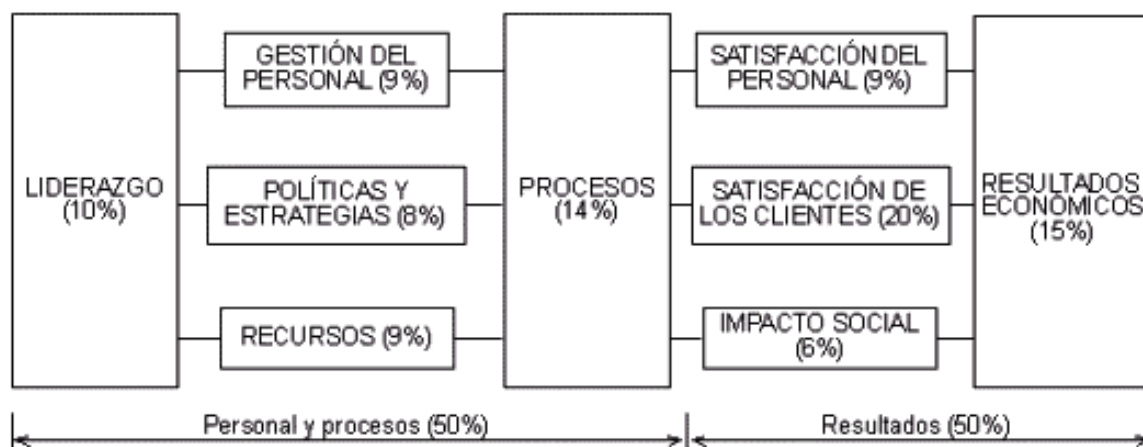 LIDERAZGO
(10%)
GESTIÓN DEL
PERSONAL (9%)
POLÍTICAS Y
ESTRATEGIAS (8%)
RECURSOS (9%)
PROCESOS
(14%)
SATISFACCIÓN DEL
PERSONAL (9%)
SATISFACCIÓN DE
LOS CLIENTES (20%)
IMPACTO SOCIAL
(6%)
RESULTADOS
ECONÓMICOS
(15%)
Personal y procesos (50%)
Resultados (50%)